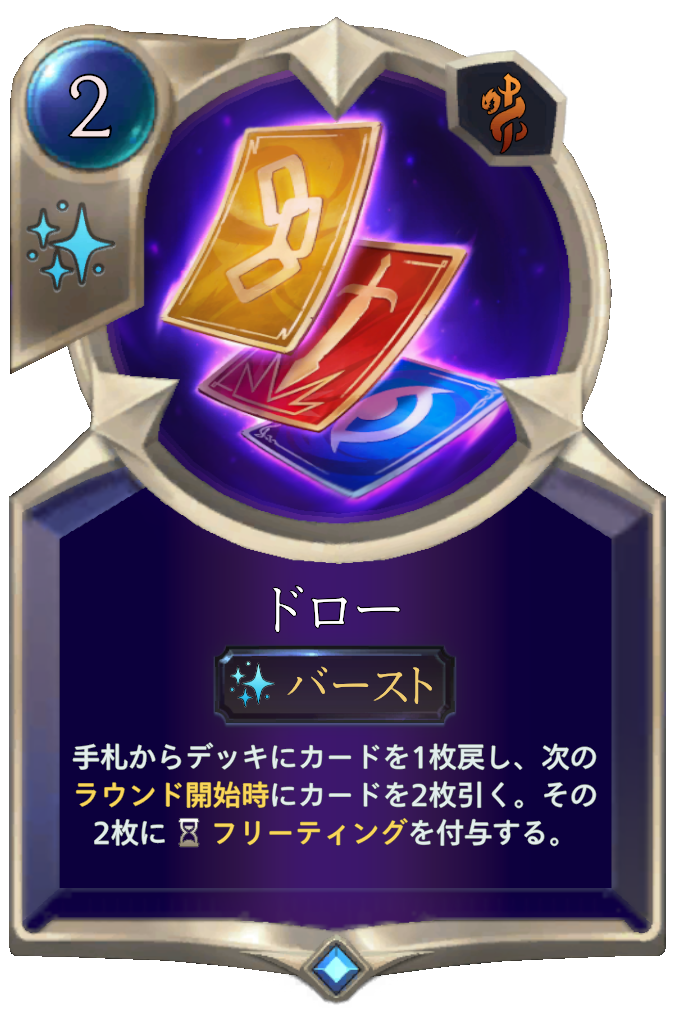 2
ドロー
バースト
手札からデッキにカードを1枚戻し、次の
ラウンド開始時にカードを2枚引く。その
2枚に フリーティングを付与する。